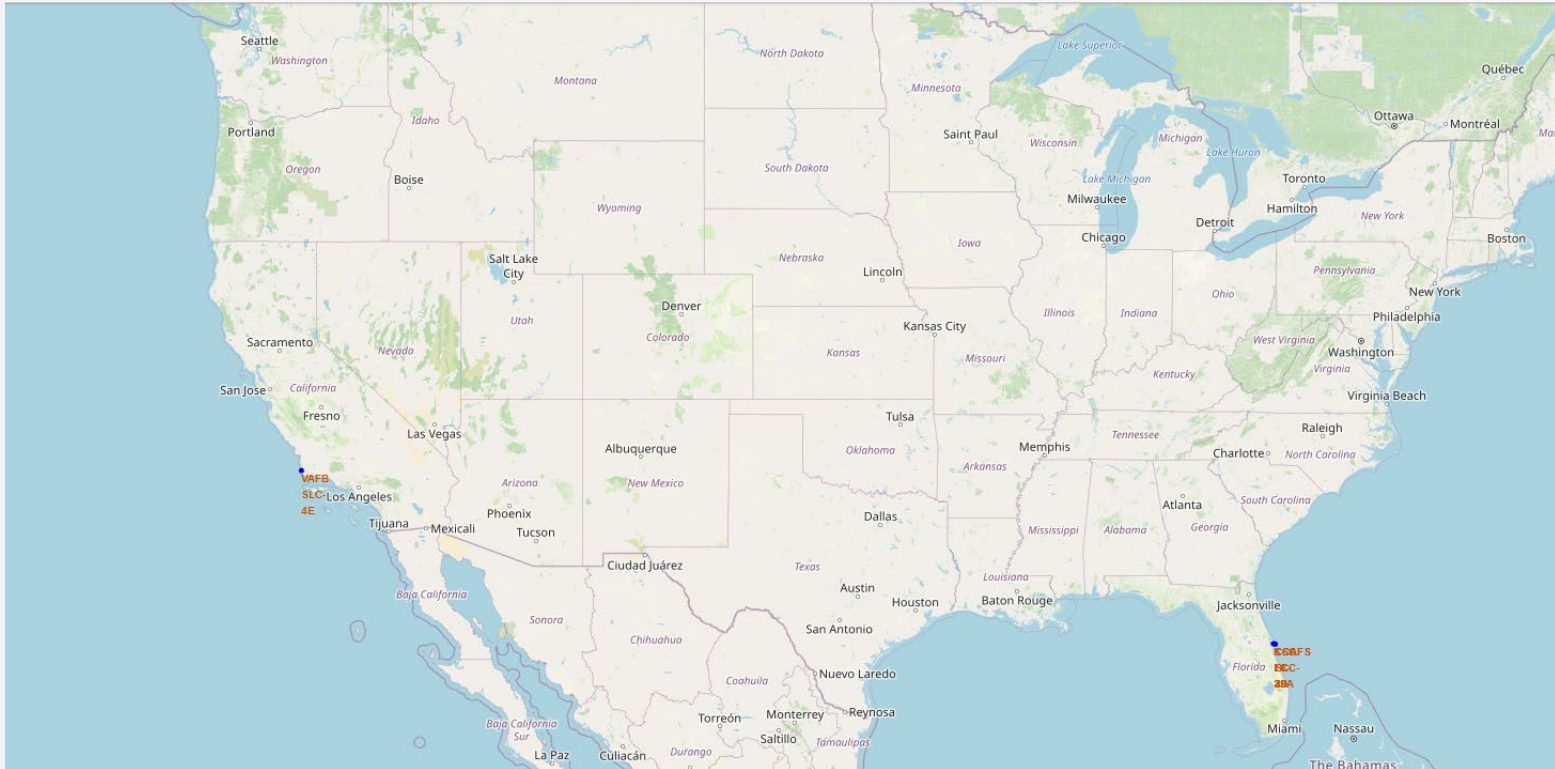 Lake Superior
Seattle
Washington
North Dakota
Québec
Montana
Minnesota
Ottawa
Montréal
Idaho
Portland
Saint Paul
Michigan
Wisconsin
Lake Huron
Oregon
South Dakota
Boise
Lake Michigan
Toronto
Milwaukee
Wyoming
Hamilton
New York
Detroit
Chicago
Boston
Iowa
Salt Lake
City
Nebraska
Lincoln
Pennsylvania
New York
Ohio
Denver
Illinois
Indiana
Philadelphia
Utah
Kansas City
Colorado
West Virginia
Sacramento
Nevada
Kansas
Missouri
Washington
Virginia
Kentucky
San Jose
California
Virginia Beach
Fresno
Tulsa
Las Vegas
Raleigh
Tennessee
Albuquerque
Oklahoma
Memphis
Charlotte
North Carolina
Arkansas
VAFB
SLC-
4E
Los Angeles
Arizona
New Mexico
South Carolina
Atlanta
Phoenix
Dallas
Tijuana
Mexicali
Tucson
Mississippi
Alabama
Georgia
Ciudad Juárez
Texas
Louisiana
Austin
Baja California
Houston
Baton Rouge
Jacksonville
Sonora
San Antonio
Chihuahua
Florida
Nuevo Laredo
Coahuila
Monterrey
Reynosa
Torreón
Baja California
Sur
Miami
Nassau
Saltillo
Tamaulipas
La Paz
Culiacán
Durango
The Bahamas